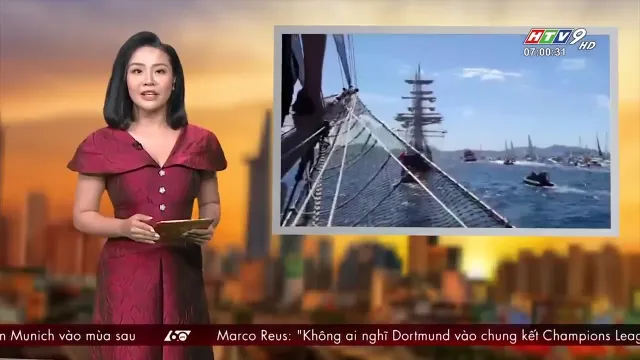 HTV9 HD
07:00:31
n Munich vào mùa sau 60 Marco Reus: "Không ai nghĩ Dortmund vào chung kết Champions Leag